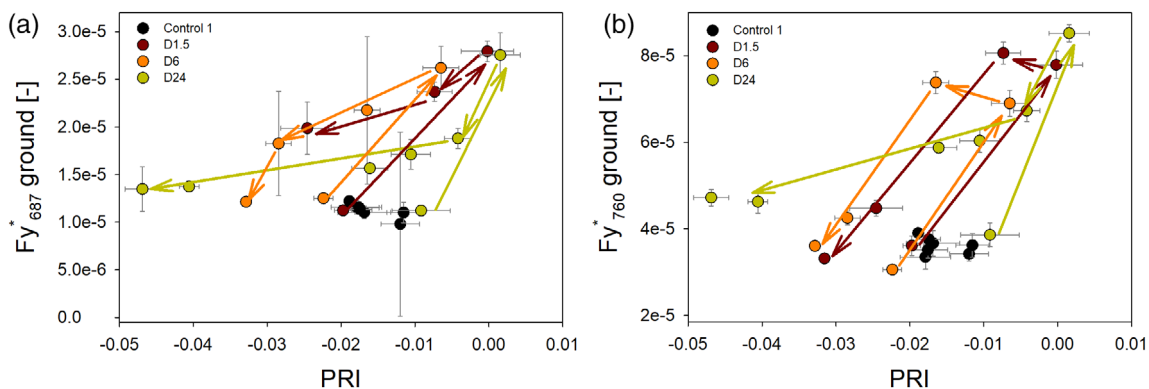 (a)
3.0e-5
2.5e-5
2.0e-5
1.5e-5
1.0e-5
5.0e-6
0.0
Fy*687 ground [-]
Control 1
D1.5
D6
D24
-0.05 -0.04 -0.03 -0.02 -0.01 0.00 0.01
PRI
(b)
8e-5
6e-5
4e-5
2e-5
Fy*760 ground [-]
Control 1
D1.5
D6
D24
-0.05 -0.04 -0.03 -0.02 -0.01 0.00 0.01
PRI